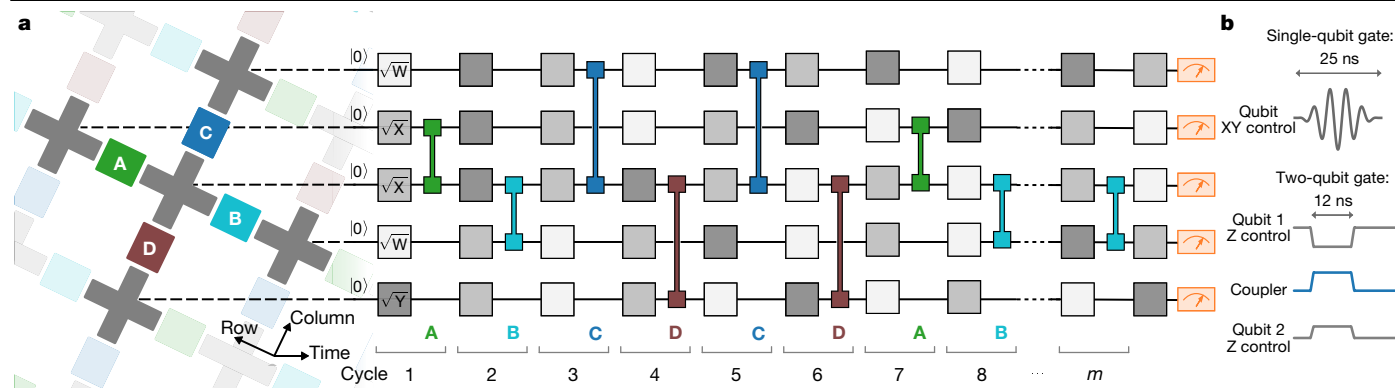 a
b
|0⟩
|0⟩
|0⟩
|0⟩
|0⟩
√W
√X
√X
√W
√Y
C
A
B
D
Row
Column
Time
A B C D C D A B
Cycle 1 2 3 4 5 6 7 8 ... m
Single-qubit gate:
25 ns
Qubit
XY control
Two-qubit gate:
12 ns
Qubit 1
Z control
Coupler
Qubit 2
Z control